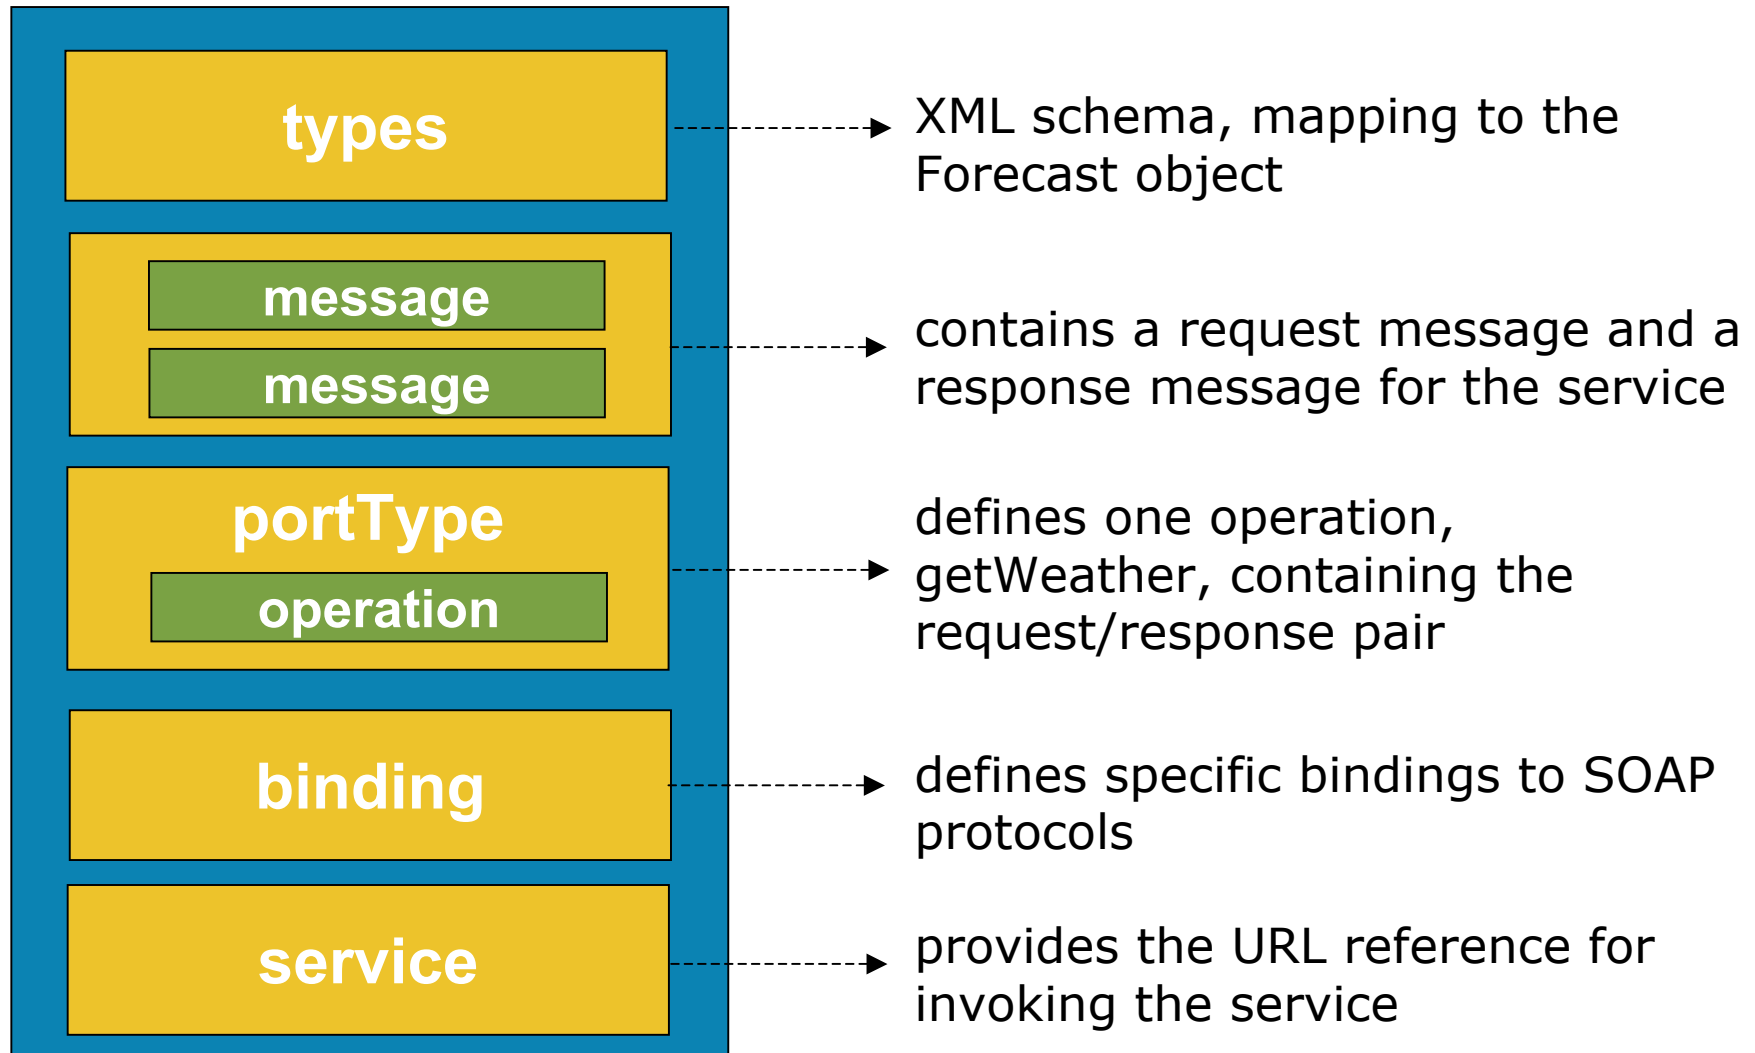 types
XML schema, mapping to the
Forecast object
message
message
contains a request message and a
response message for the service
portType
operation
defines one operation,
getWeather, containing the
request/response pair
binding
defines specific bindings to SOAP
protocols
service
provides the URL reference for
invoking the service